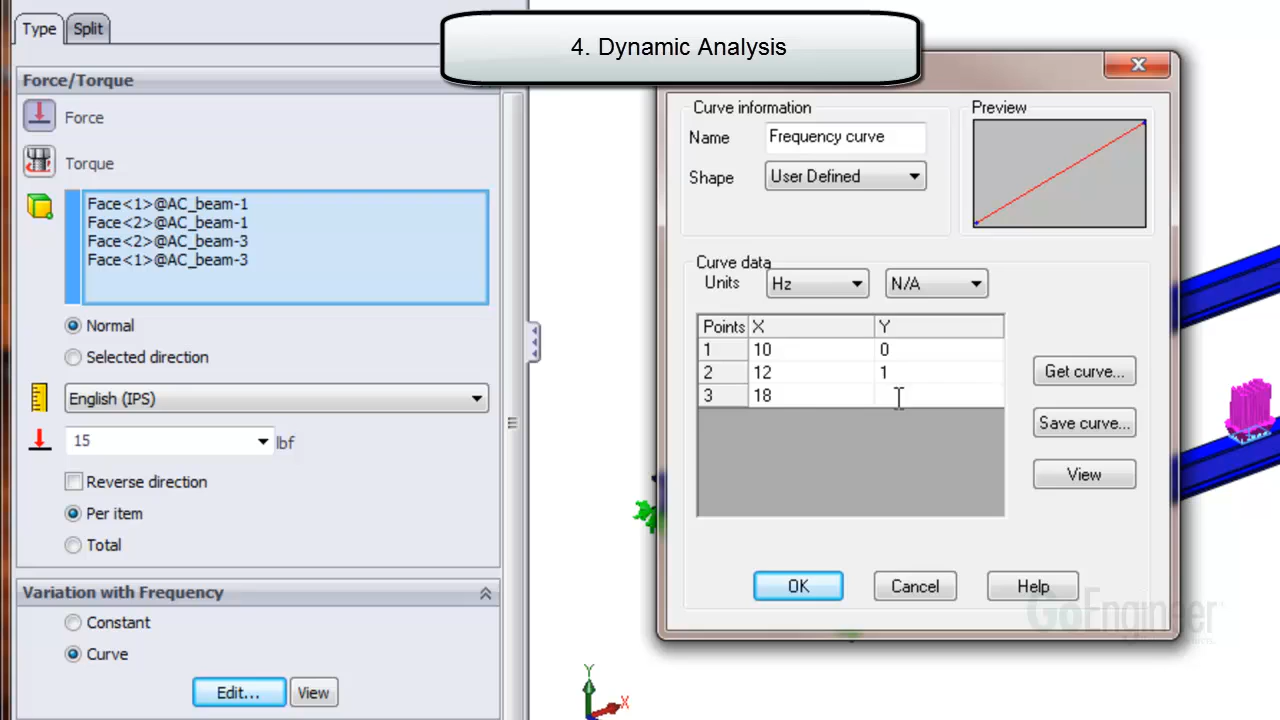 Type Split
4. Dynamic Analysis
Force/Torque
Force
Torque
Face<1>@AC_beam-1
Face<2>@AC_beam-1
Face<2>@AC_beam-3
Face<1>@AC_beam-3
Normal
Selected direction
English (IPS)
15 lbf
Reverse direction
Per item
Total
Variation with Frequency
Constant
Curve
Edit... View
Curve information
Name Frequency curve
Shape User Defined
Preview
Curve data
Units Hz N/A
Points X Y
1 10 0
2 12 1
3 18
Get curve...
Save curve...
View
OK Cancel Help
GoEngineer
Y
X